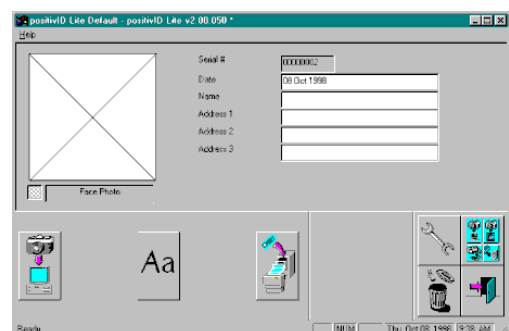 positivID Lite Default - positivID Lite v2 00.050 *
Help
Serial # 00000002
Date 08 Oct 1998
Name
Address 1
Address 2
Address 3
Face Photo
Aa
Ready NUM Thu, Oct 08, 1998 9:38 AM